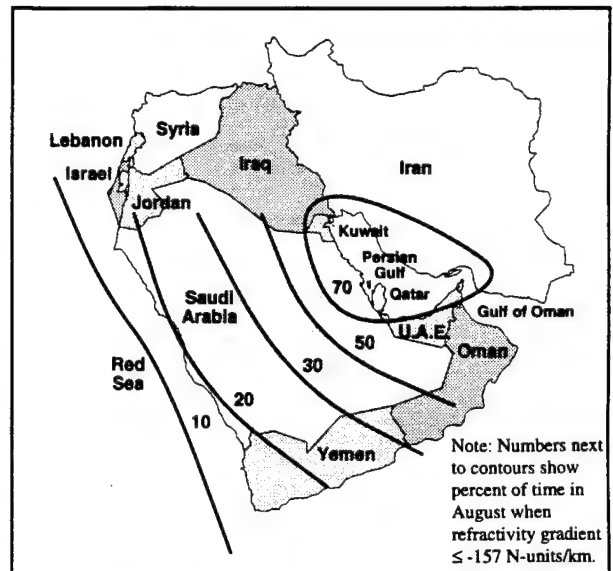 Syria
Lebanon
Israel
Iraq
Iran
Jordan
Kuwait
Persian
Gulf
70
Qatar
Saudi
Arabia
Gulf of Oman
U.A.E.
50
Oman
Red
Sea
30
20
10
Yemen
Note: Numbers next
to contours show
percent of time in
August when
refractivity gradient
≤ -157 N-units/km.